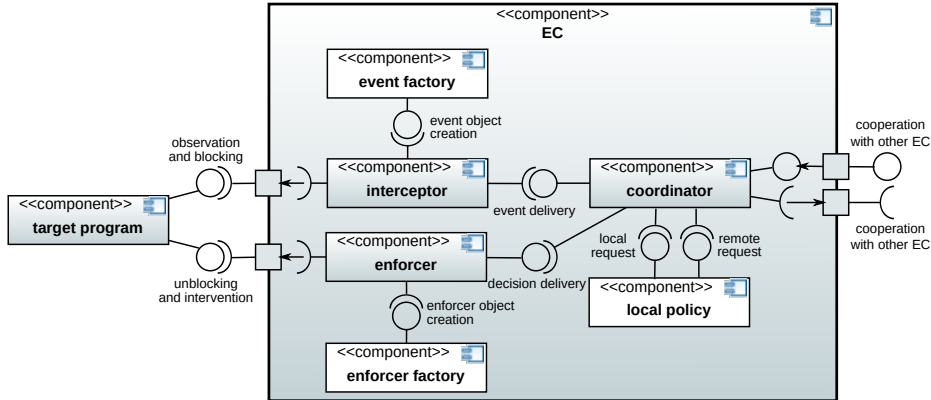 <<component>>
EC
<<component>>
event factory
event object
creation
observation
and blocking
<<component>>
interceptor
event delivery
<<component>>
coordinator
cooperation
with other EC
<<component>>
target program
cooperation
with other EC
unblocking
and intervention
<<component>>
enforcer
decision delivery
local
request
remote
request
<<component>>
local policy
enforcer object
creation
<<component>>
enforcer factory